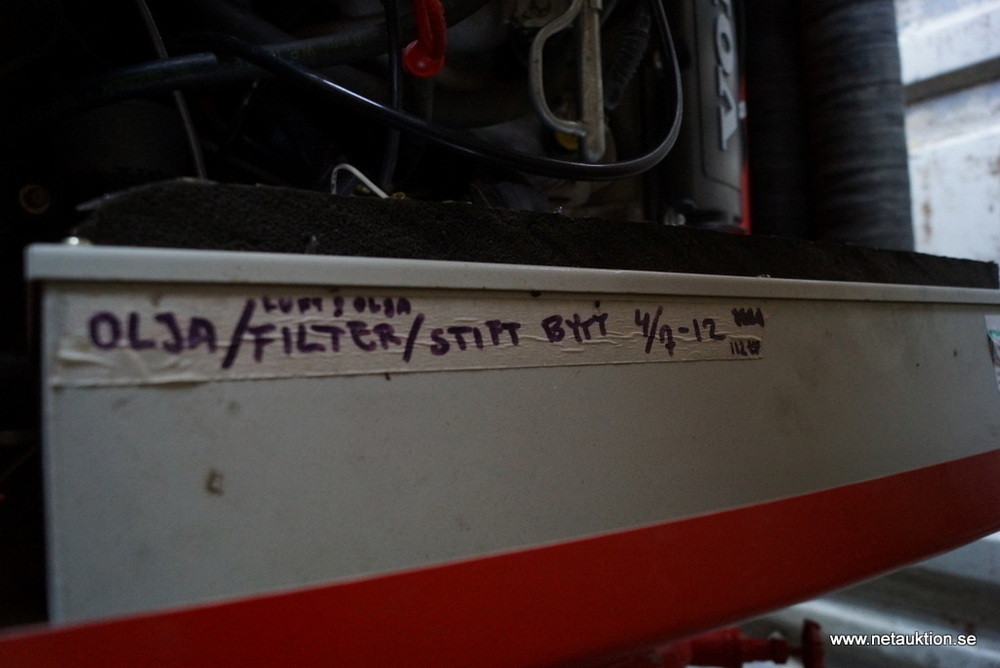 LUFT & OLJA
OLJA/FILTER/STIFT BYTT 4/7-12
www.netauktion.se